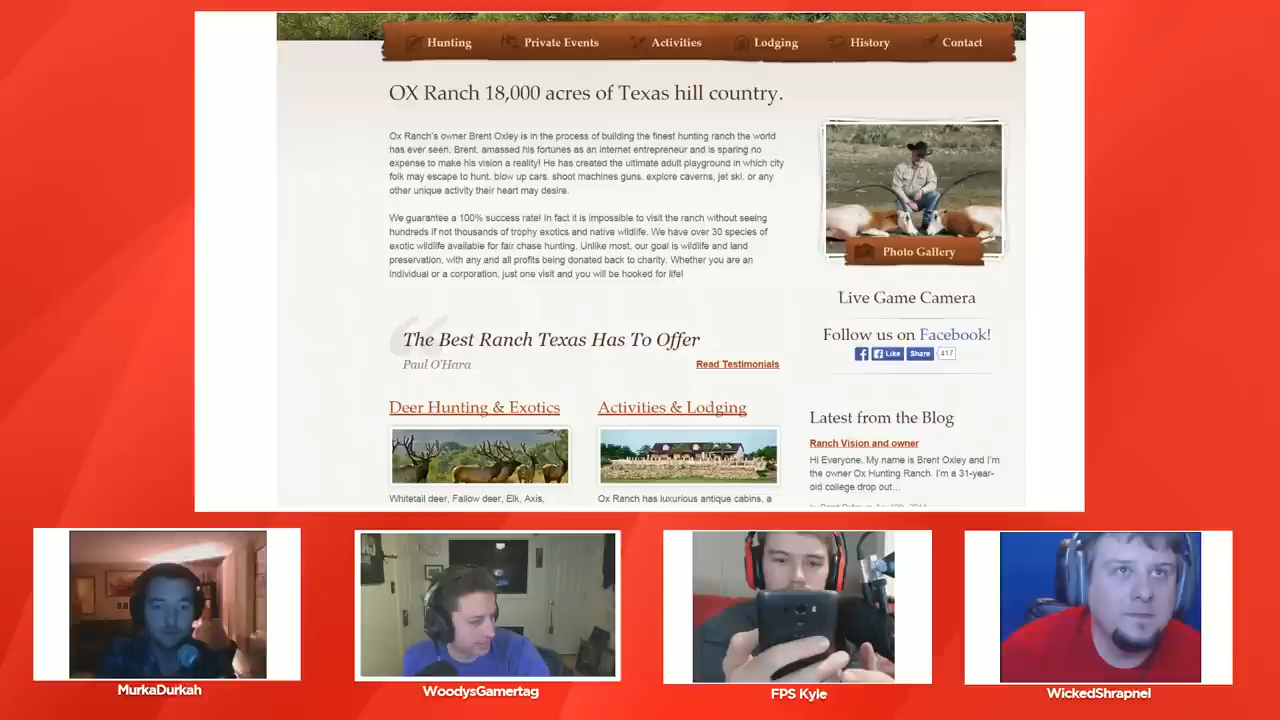 Hunting
Private Events
Activities
Lodging
History
Contact
OX Ranch 18,000 acres of Texas hill country.
Ox Ranch's owner Brent Oxley is in the process of building the finest hunting ranch the world
has ever seen. Brent, amassed his fortunes as an internet entrepreneur and is sparing no
expense to make his vision a reality! He has created the ultimate adult playground in which city
folk may escape to hunt, blow up cars, shoot machines guns, explore caverns, jet ski, or any
other unique activity their heart may desire.
We guarantee a 100% success rate! In fact it is impossible to visit the ranch without seeing
hundreds if not thousands of trophy exotics and native wildlife. We have over 30 species of
exotic wildlife available for fair chase hunting. Unlike most, our goal is wildlife and land
preservation, with any and all profits being donated back to charity. Whether you are an
individual or a corporation, just one visit and you will be hooked for life!
Photo Gallery
Live Game Camera
Follow us on Facebook!
Like
Share
417
The Best Ranch Texas Has To Offer
Paul O'Hara
Read Testimonials
Deer Hunting & Exotics
Whitetail deer, Fallow deer, Elk, Axis,
Activities & Lodging
Ox Ranch has luxurious antique cabins, a
Latest from the Blog
Ranch Vision and owner
Hi Everyone, My name is Brent Oxley and I'm
the owner Ox Hunting Ranch. I'm a 31-year-
old college drop out...
MurkaDurkah
WoodysGamertag
FPS Kyle
WickedShrapnel